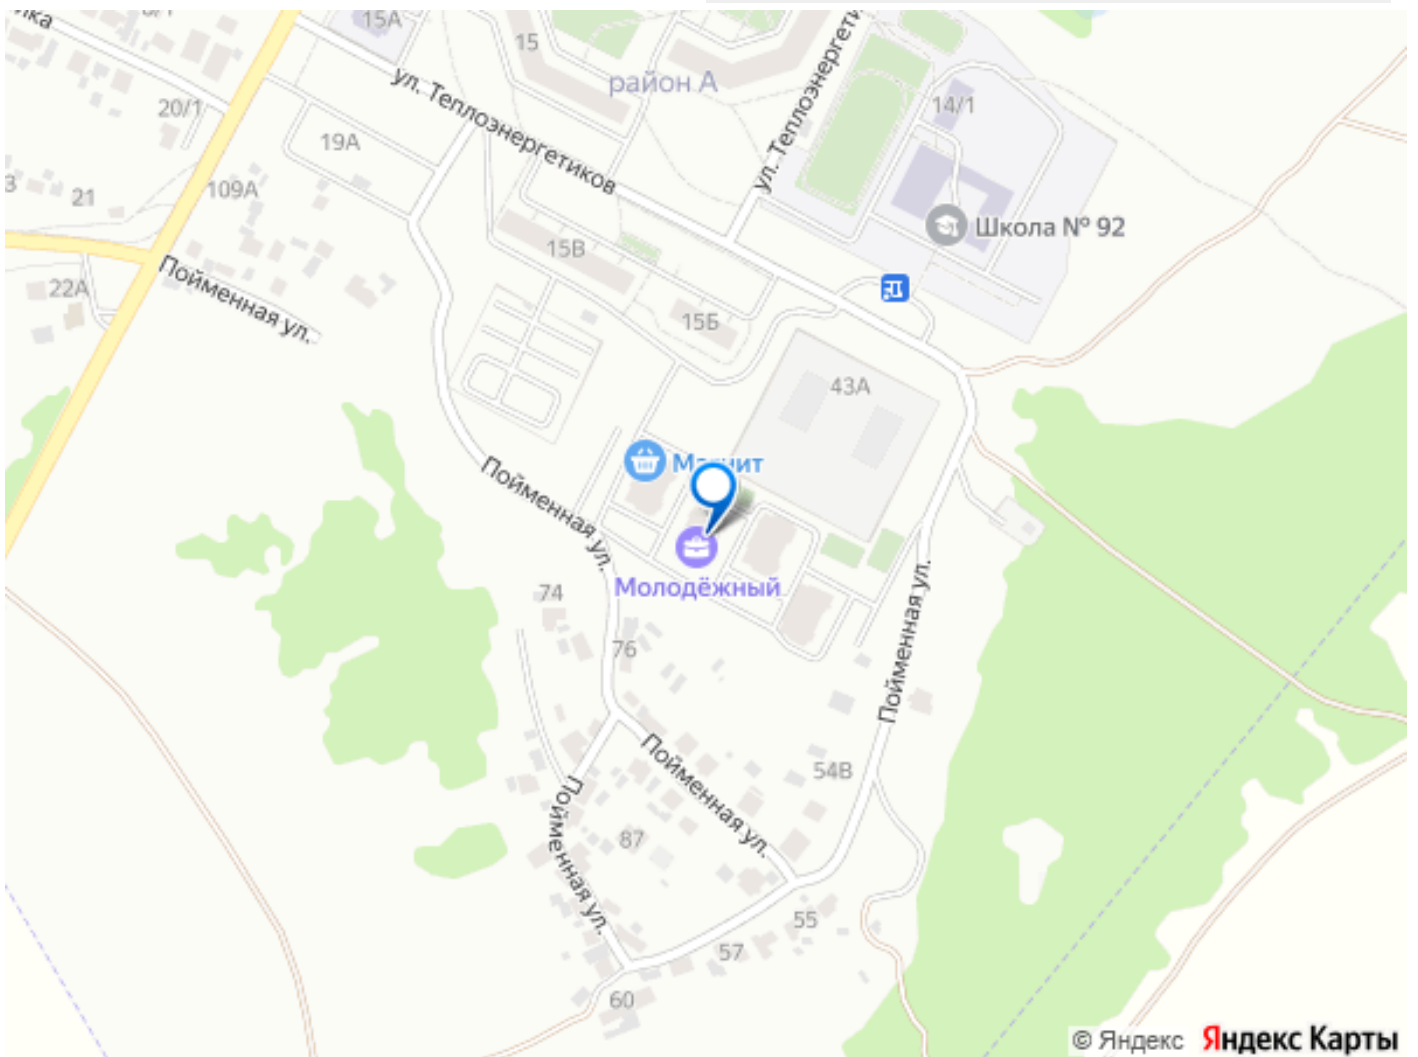 15А
15
район А
ул. Теплоэнергетиков
14/1
20/1
19А
21
109А
Школа № 92
15В
22А
Пойменная ул.
15Б
43А
Магнит
Пойменная ул.
Молодёжный
74
76
Пойменная ул.
54В
Пойменная ул.
Пойменная ул.
87
55
57
60
© Яндекс Яндекс Карты